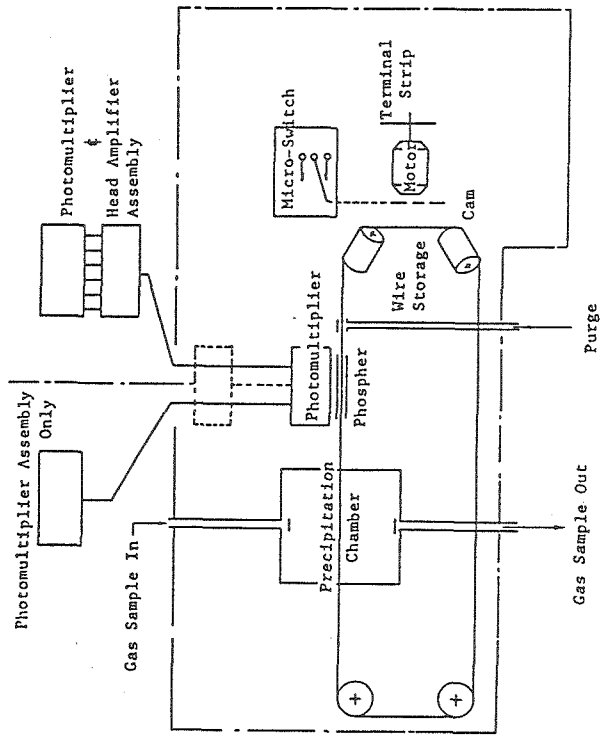 Photomultiplier Assembly
Only
Photomultiplier
&
Head Amplifier
Assembly
Gas Sample In
Micro-Switch
Terminal
Strip
Motor
Cam
Photomultiplier
Phospher
Wire
Storage
Precipitation
Chamber
Purge
Gas Sample Out